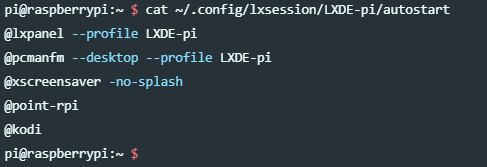 pi@raspberrypi:~ $ cat ~/.config/lxsession/LXDE-pi/autostart
@lxpanel --profile LXDE-pi
@pcmanfm --desktop --profile LXDE-pi
@xscreensaver -no-splash
@point-rpi
@kodi
pi@raspberrypi:~ $